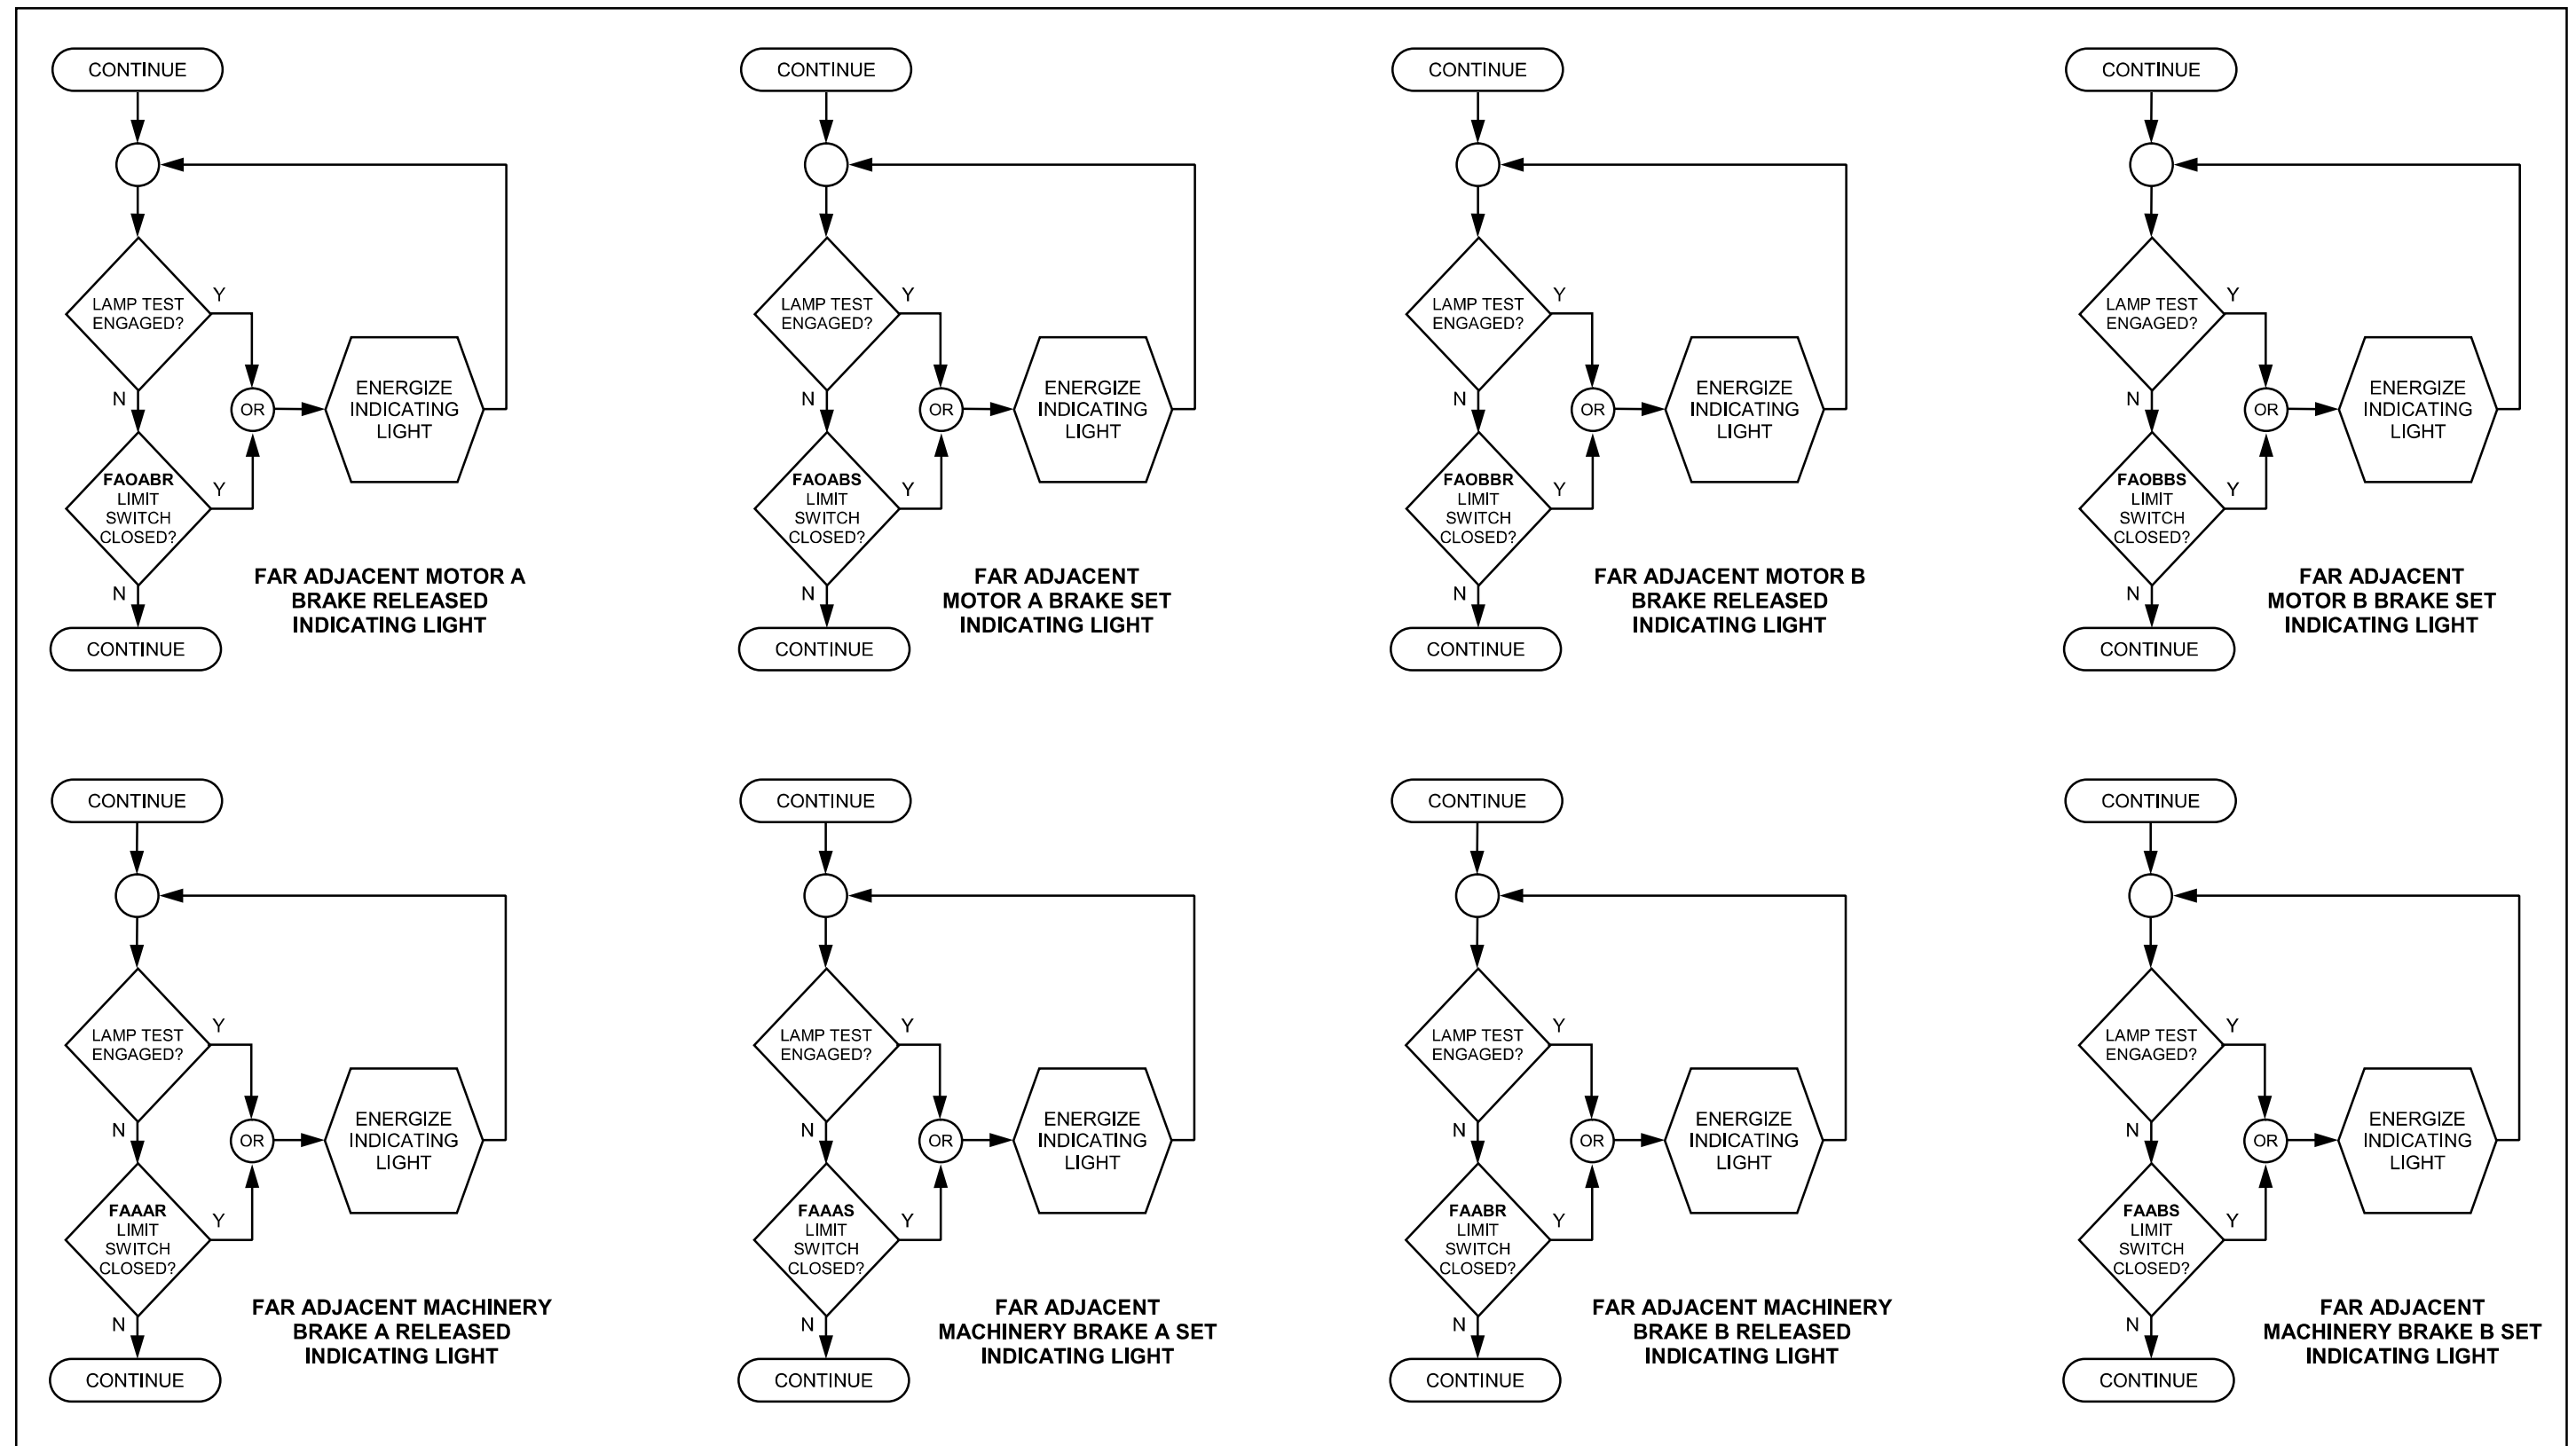 CONTINUE
LAMP TEST
ENGAGED?
Y
N
OR
ENERGIZE
INDICATING
LIGHT
FAOABR
LIMIT
SWITCH
CLOSED?
Y
N
FAR ADJACENT MOTOR A
BRAKE RELEASED
INDICATING LIGHT
CONTINUE
CONTINUE
LAMP TEST
ENGAGED?
Y
N
OR
ENERGIZE
INDICATING
LIGHT
FAOABS
LIMIT
SWITCH
CLOSED?
Y
N
FAR ADJACENT
MOTOR A BRAKE SET
INDICATING LIGHT
CONTINUE
CONTINUE
LAMP TEST
ENGAGED?
Y
N
OR
ENERGIZE
INDICATING
LIGHT
FAOBBR
LIMIT
SWITCH
CLOSED?
Y
N
FAR ADJACENT MOTOR B
BRAKE RELEASED
INDICATING LIGHT
CONTINUE
CONTINUE
LAMP TEST
ENGAGED?
Y
N
OR
ENERGIZE
INDICATING
LIGHT
FAOBBS
LIMIT
SWITCH
CLOSED?
Y
N
FAR ADJACENT
MOTOR B BRAKE SET
INDICATING LIGHT
CONTINUE
CONTINUE
LAMP TEST
ENGAGED?
Y
N
OR
ENERGIZE
INDICATING
LIGHT
FAAAR
LIMIT
SWITCH
CLOSED?
Y
N
FAR ADJACENT MACHINERY
BRAKE A RELEASED
INDICATING LIGHT
CONTINUE
CONTINUE
LAMP TEST
ENGAGED?
Y
N
OR
ENERGIZE
INDICATING
LIGHT
FAAAS
LIMIT
SWITCH
CLOSED?
Y
N
FAR ADJACENT
MACHINERY BRAKE A SET
INDICATING LIGHT
CONTINUE
CONTINUE
LAMP TEST
ENGAGED?
Y
N
OR
ENERGIZE
INDICATING
LIGHT
FAABR
LIMIT
SWITCH
CLOSED?
Y
N
FAR ADJACENT MACHINERY
BRAKE B RELEASED
INDICATING LIGHT
CONTINUE
CONTINUE
LAMP TEST
ENGAGED?
Y
N
OR
ENERGIZE
INDICATING
LIGHT
FAABS
LIMIT
SWITCH
CLOSED?
Y
N
FAR ADJACENT
MACHINERY BRAKE B SET
INDICATING LIGHT
CONTINUE